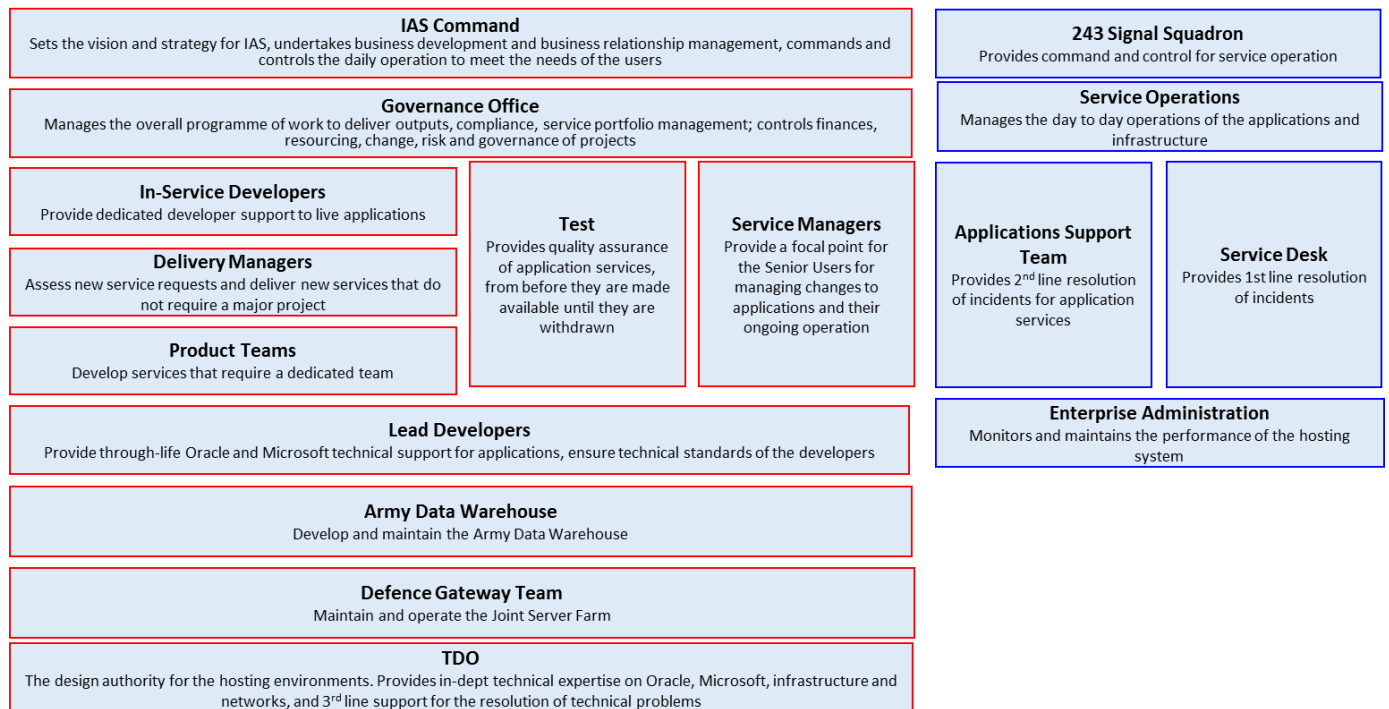 IAS Command
Sets the vision and strategy for IAS, undertakes business development and business relationship management, commands and
controls the daily operation to meet the needs of the users
Governance Office
Manages the overall programme of work to deliver outputs, compliance, service portfolio management; controls finances,
resourcing, change, risk and governance of projects
In-Service Developers
Provide dedicated developer support to live applications
Delivery Managers
Assess new service requests and deliver new services that do
not require a major project
Product Teams
Develop services that require a dedicated team
Test
Provides quality assurance
of application services,
from before they are made
available until they are
withdrawn
Service Managers
Provide a focal point for
the Senior Users for
managing changes to
applications and their
ongoing operation
Lead Developers
Provide through-life Oracle and Microsoft technical support for applications, ensure technical standards of the developers
Army Data Warehouse
Develop and maintain the Army Data Warehouse
Defence Gateway Team
Maintain and operate the Joint Server Farm
TDO
The design authority for the hosting environments. Provides in-dept technical expertise on Oracle, Microsoft, infrastructure and
networks, and 3rd line support for the resolution of technical problems
243 Signal Squadron
Provides command and control for service operation
Service Operations
Manages the day to day operations of the applications and
infrastructure
Applications Support
Team
Provides 2nd line resolution
of incidents for application
services
Service Desk
Provides 1st line resolution
of incidents
Enterprise Administration
Monitors and maintains the performance of the hosting
system